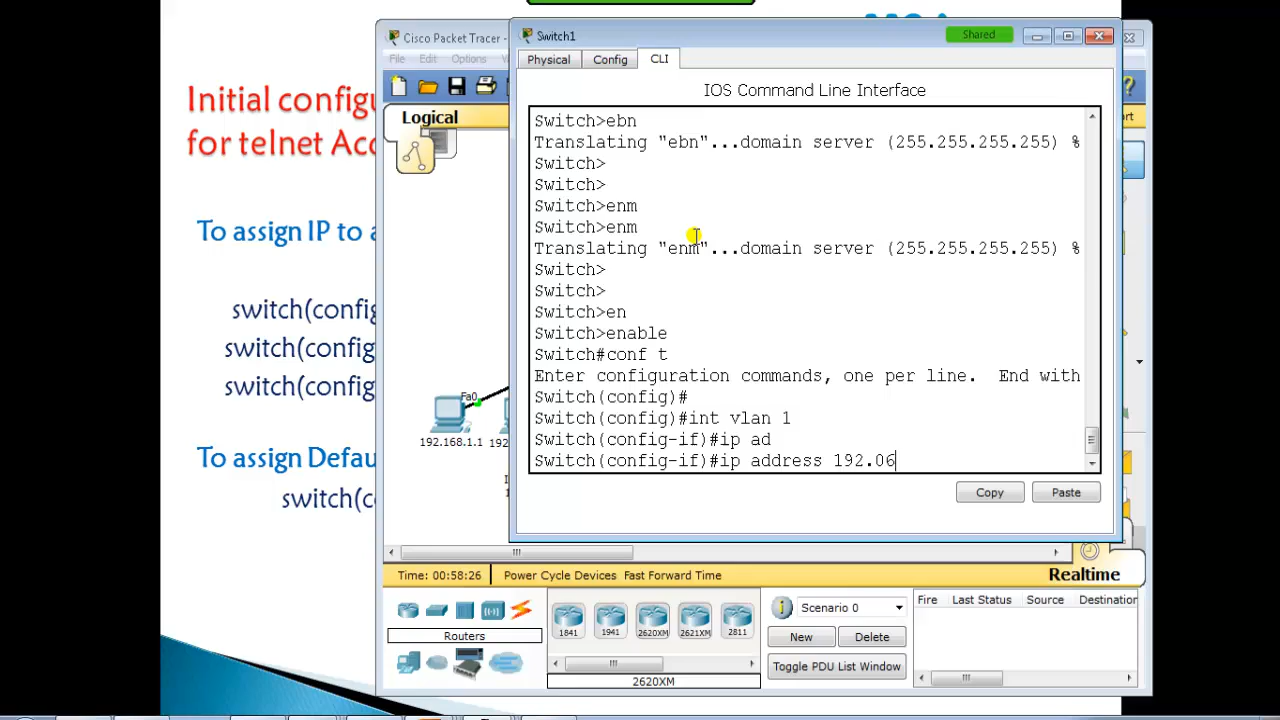 Initial configu
for telnet Acc
To assign IP to a
switch(config
switch(config
switch(config
To assign Defau
switch(co
Cisco Packet Tracer -
File Edit Options
Logical
Fa0
192.168.1.1 192
Switch1
Shared
Physical Config CLI
IOS Command Line Interface
Switch>ebn
Translating "ebn"...domain server (255.255.255.255) %
Switch>
Switch>
Switch>enm
Switch>enm
Translating "enm"...domain server (255.255.255.255) %
Switch>
Switch>
Switch>en
Switch>enable
Switch#conf t
Enter configuration commands, one per line.  End with
Switch(config)#
Switch(config)#int vlan 1
Switch(config-if)#ip ad
Switch(config-if)#ip address 192.06
Copy Paste
Time: 00:58:26 Power Cycle Devices Fast Forward Time
Realtime
Routers
1841 1941 2620XM 2621XM 2811
2620XM
Scenario 0
New Delete
Toggle PDU List Window
Fire Last Status Source Destination